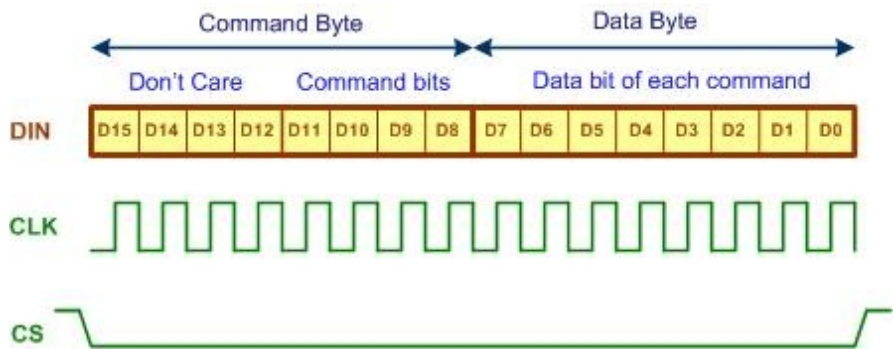 Command Byte Data Byte
Don't Care Command bits Data bit of each command
DIN D15 D14 D13 D12 D11 D10 D9 D8 D7 D6 D5 D4 D3 D2 D1 D0
CLK
CS